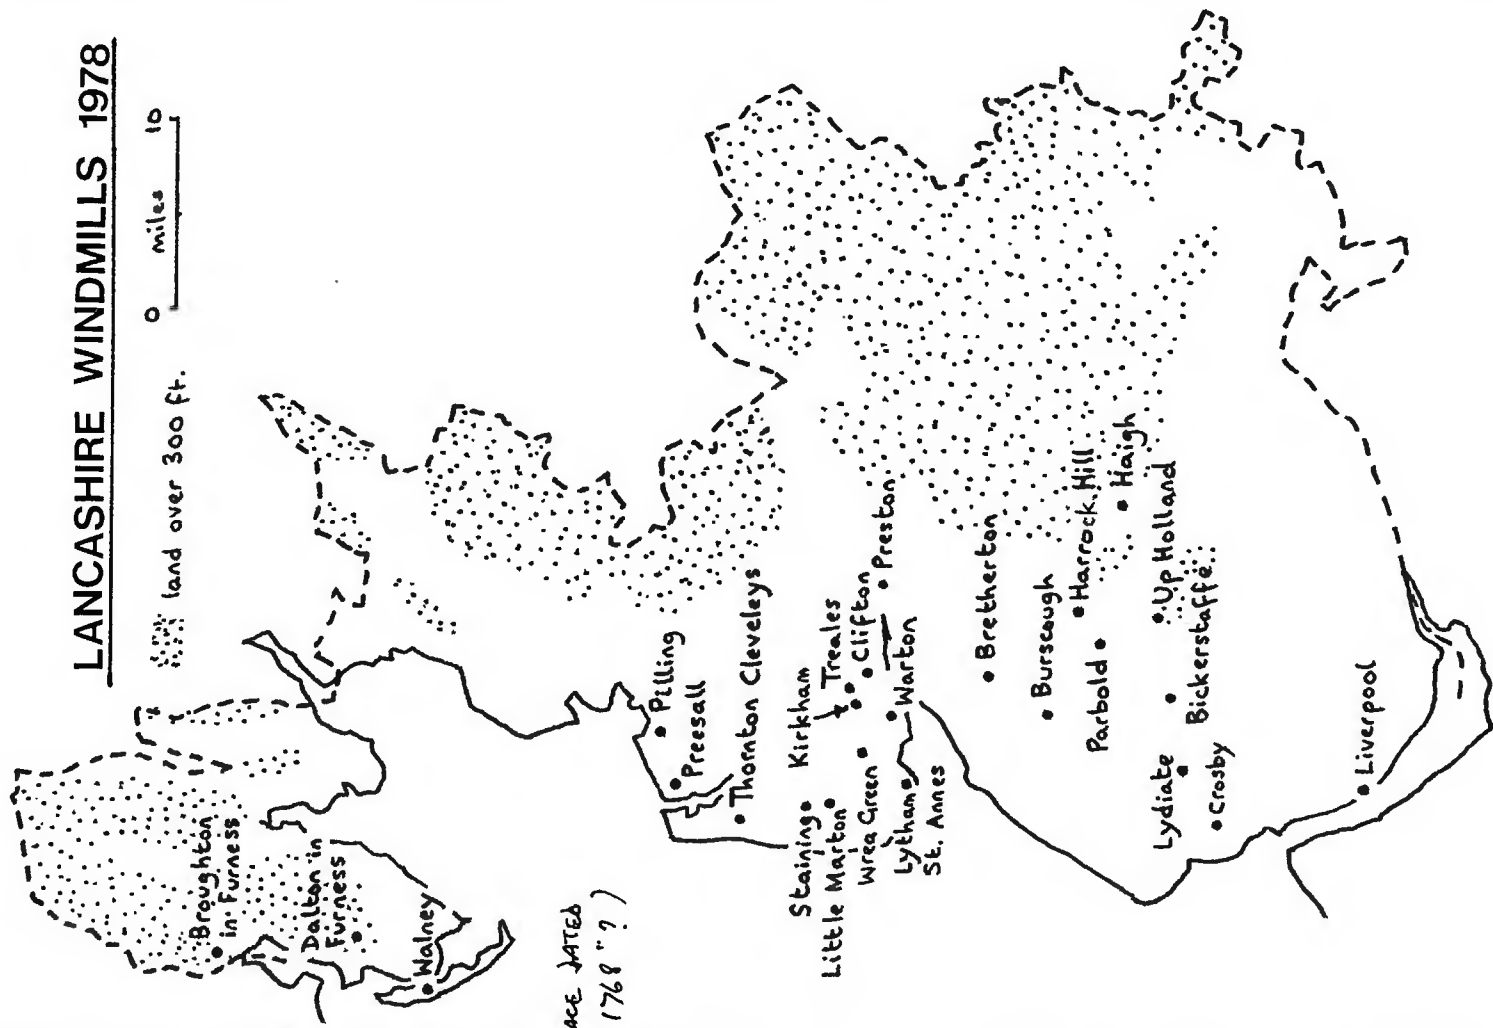 LANCASHIRE WINDMILLS 1978
0 miles 10
land over 300 ft.
Broughton
in Furness
Dalton in
Furness
Walney
Pilling
Preesall
Thornton Cleveleys
Staining
Little Marton
Kirkham
Treales
Clifton
Wrea Green
Preston
Warton
Lytham
St. Annes
Bretherton
Burscough
Harrock Hill
Parbold
Haigh
Up Holland
Bickerstaffe
Lydiate
Crosby
Liverpool
DATED
1768"?)